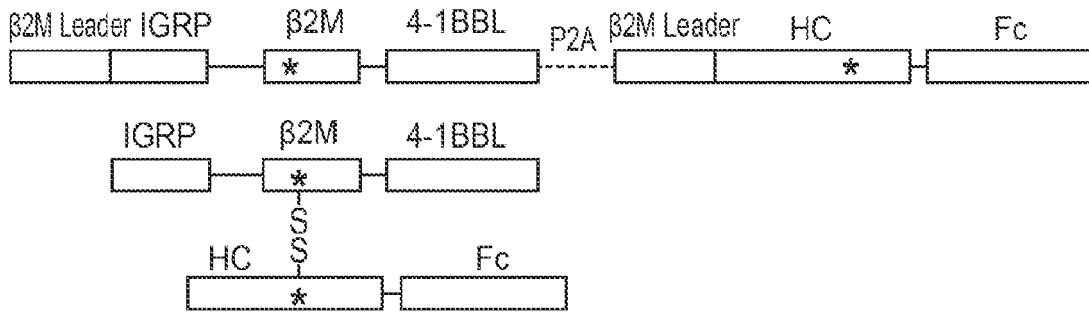 β2M Leader IGRP β2M 4-1BBL P2A β2M Leader HC Fc
* *
IGRP β2M 4-1BBL
*
S
S
HC Fc
*